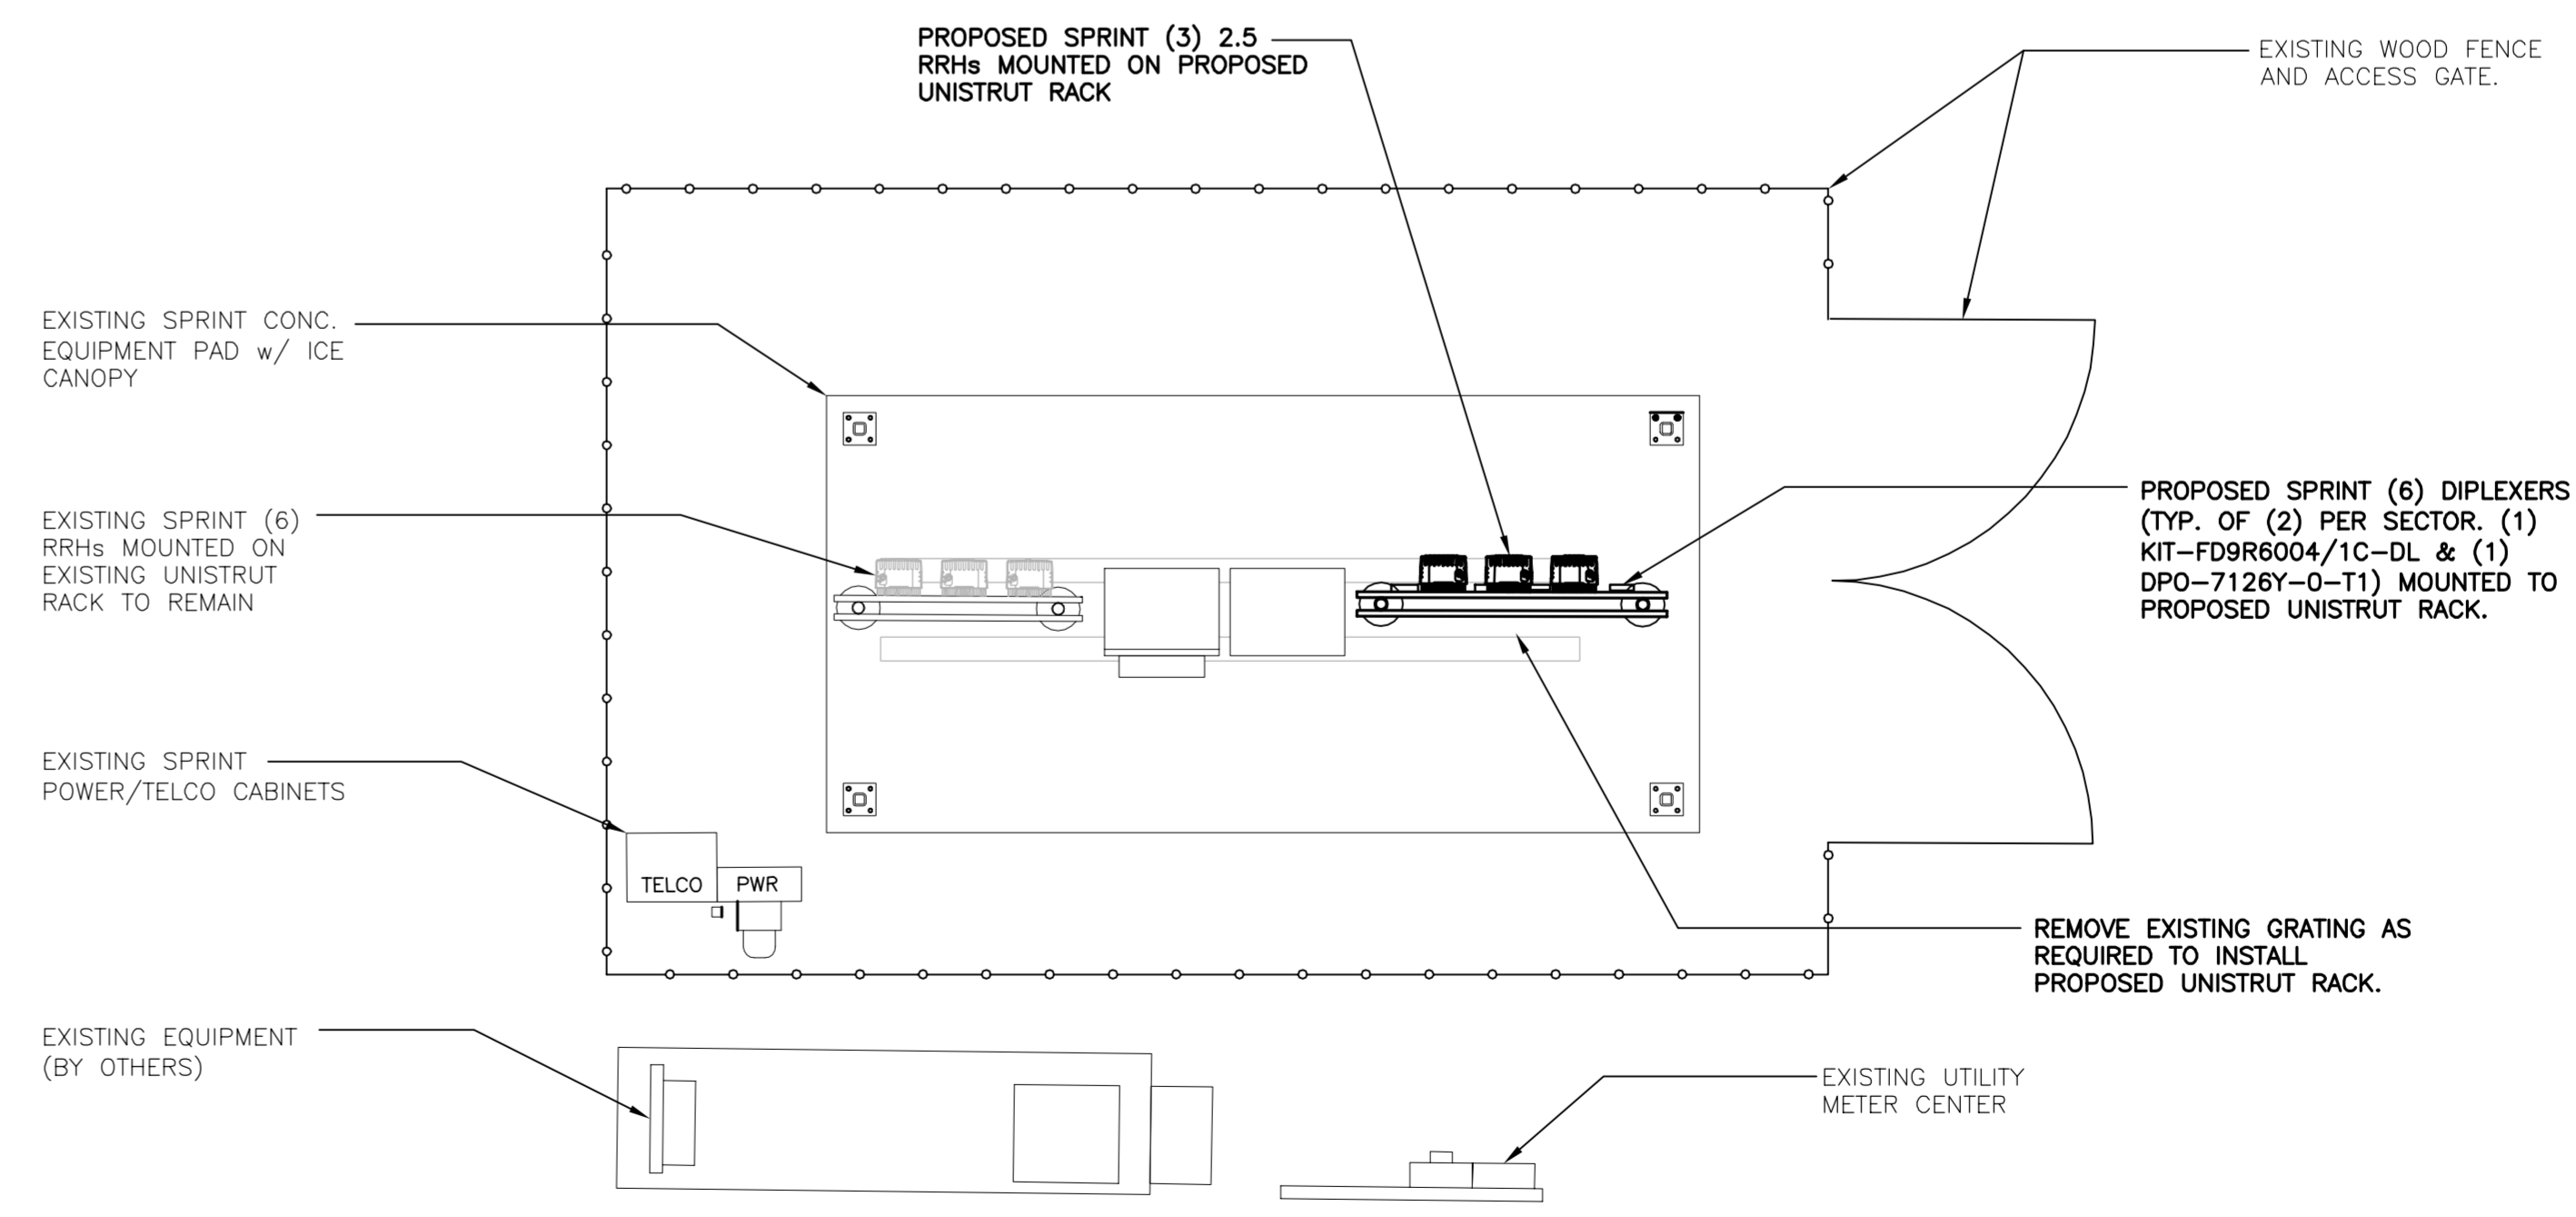 PROPOSED SPRINT (3) 2.5
RRHs MOUNTED ON PROPOSED
UNISTRUT RACK
EXISTING WOOD FENCE
AND ACCESS GATE.
EXISTING SPRINT CONC.
EQUIPMENT PAD w/ ICE
CANOPY
EXISTING SPRINT (6)
RRHs MOUNTED ON
EXISTING UNISTRUT
RACK TO REMAIN
PROPOSED SPRINT (6) DIPLEXERS
(TYP. OF (2) PER SECTOR. (1)
KIT-FD9R6004/1C-DL & (1)
DPO-7126Y-0-T1) MOUNTED TO
PROPOSED UNISTRUT RACK.
EXISTING SPRINT
POWER/TELCO CABINETS
TELCO
PWR
REMOVE EXISTING GRATING AS
REQUIRED TO INSTALL
PROPOSED UNISTRUT RACK.
EXISTING EQUIPMENT
(BY OTHERS)
EXISTING UTILITY
METER CENTER